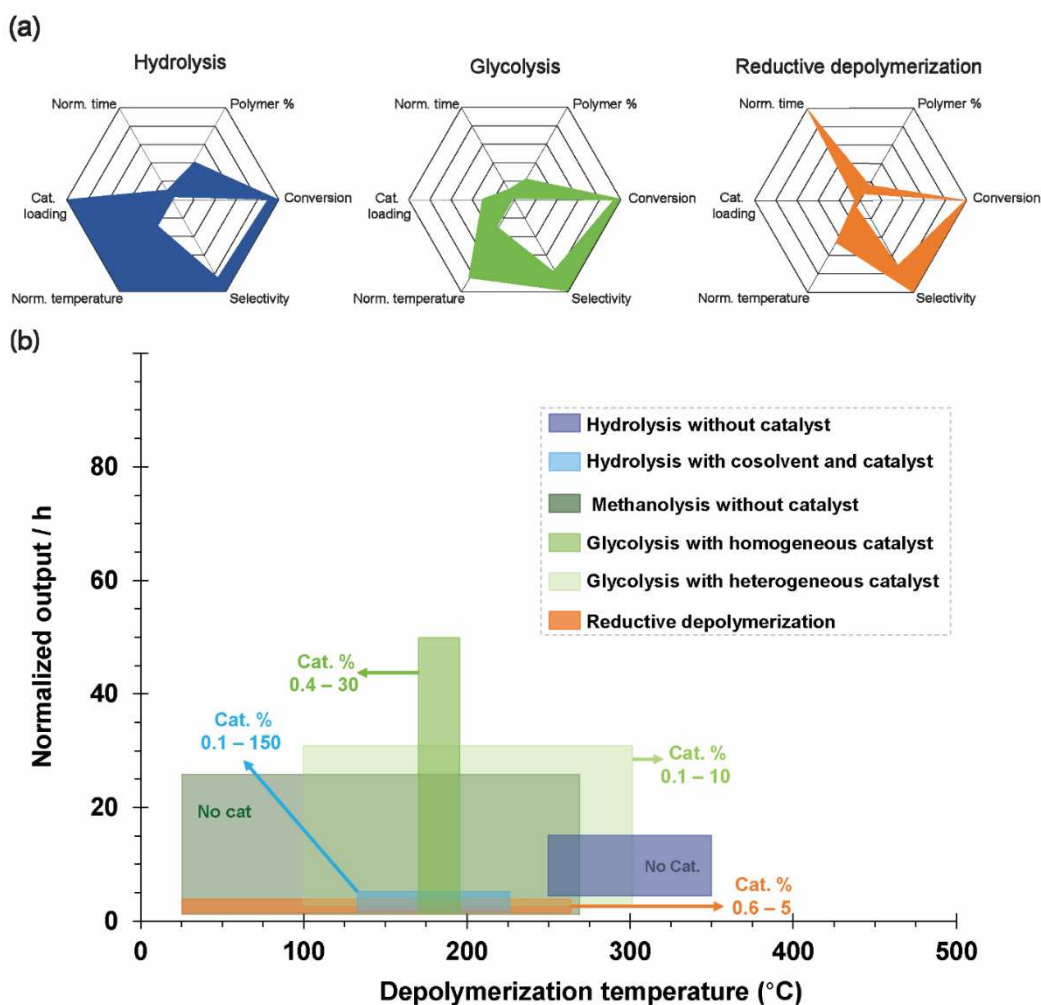 (a)
Hydrolysis
Glycolysis
Reductive depolymerization
Norm. time
Polymer %
Norm. time
Polymer %
Norm. time
Polymer %
Cat.
loading
Conversion
Cat.
loading
Conversion
Cat.
loading
Conversion
Norm. temperature
Selectivity
Norm. temperature
Selectivity
Norm. temperature
Selectivity
(b)
Normalized output / h
80
60
40
20
0
Hydrolysis without catalyst
Hydrolysis with cosolvent and catalyst
Methanolysis without catalyst
Glycolysis with homogeneous catalyst
Glycolysis with heterogeneous catalyst
Reductive depolymerization
Cat. %
0.4 – 30
Cat. %
0.1 – 150
Cat. %
0.1 – 10
No cat
No Cat.
Cat. %
0.6 – 5
0
100
200
300
400
500
Depolymerization temperature (°C)